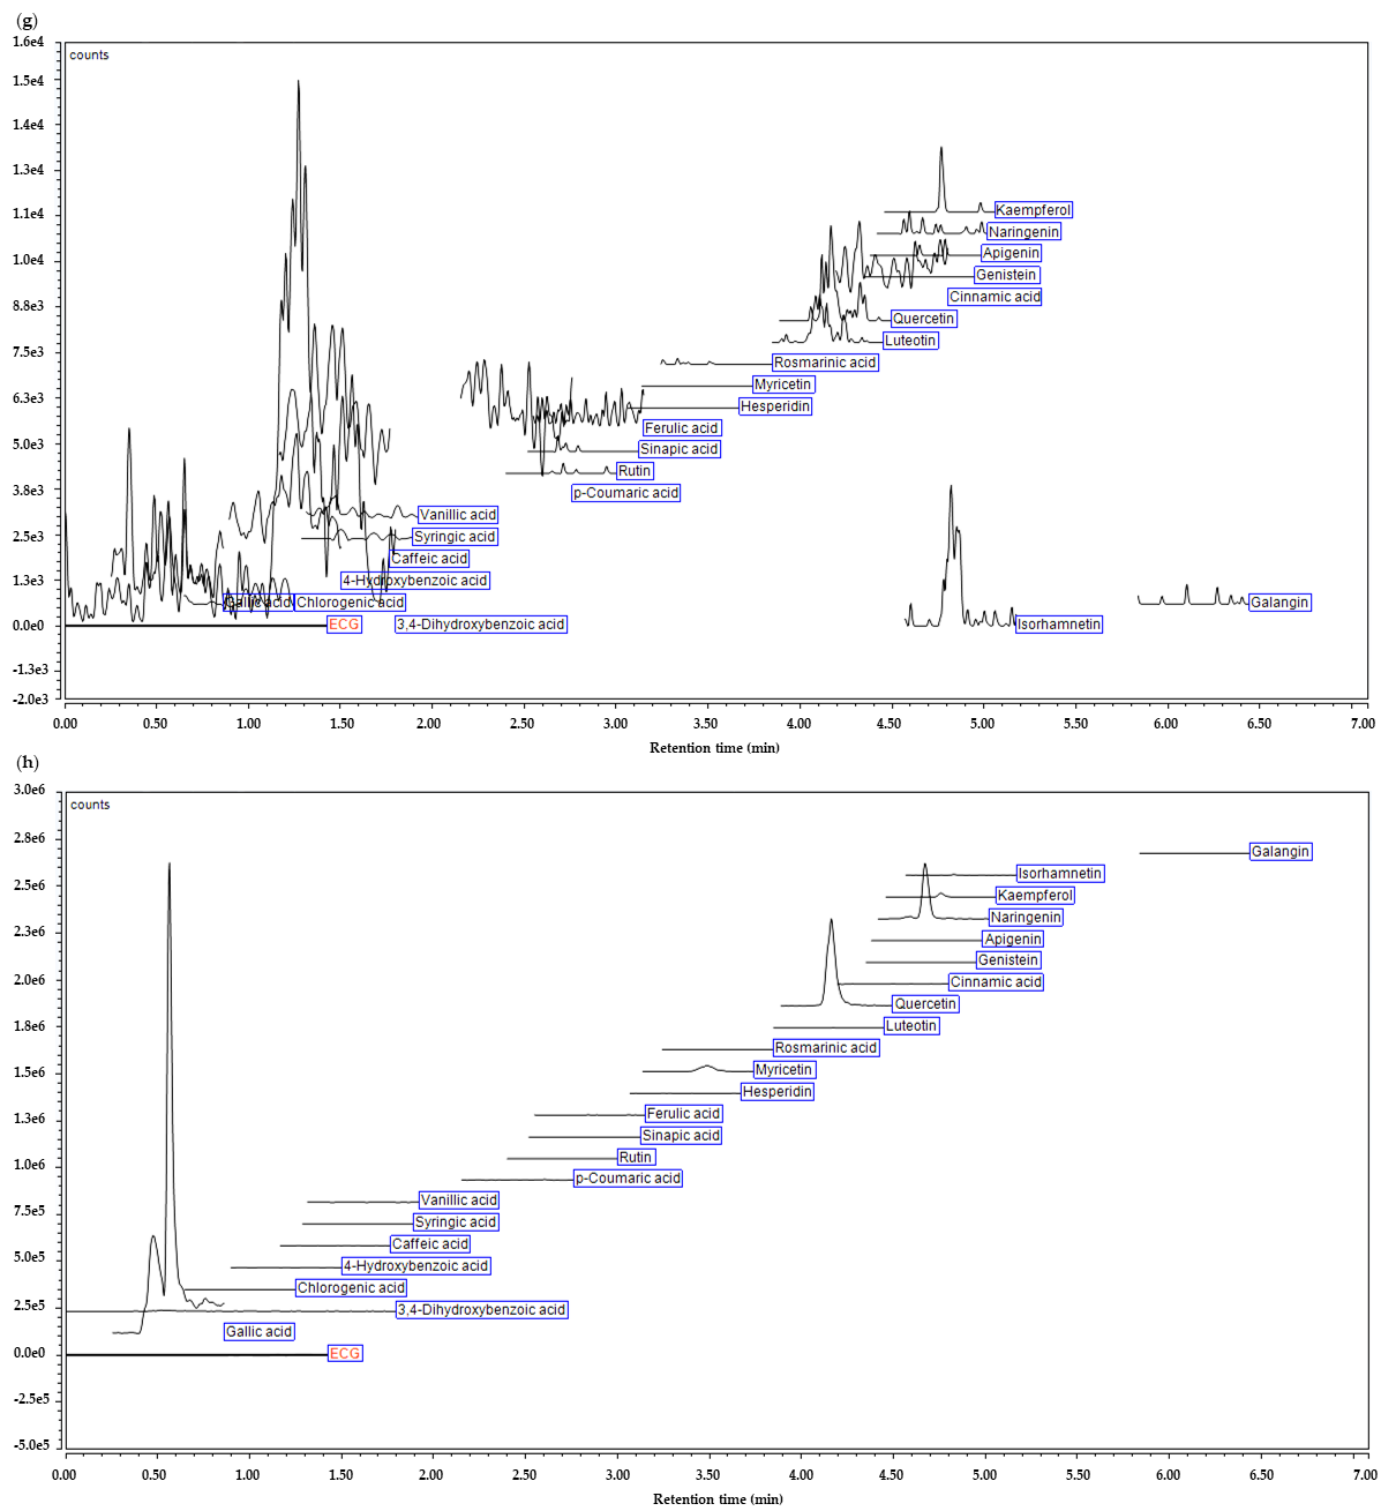 (g)
1.6e4
counts
1.5e4
1.4e4
1.3e4
1.1e4
Kaempferol
Naringenin
1.0e4
Apigenin
Genistein
8.8e3
Cinnamic acid
Quercetin
7.5e3
Luteotin
Rosmarinic acid
6.3e3
Myricetin
Hesperidin
5.0e3
Ferulic acid
Sinapic acid
Rutin
3.8e3
p-Coumaric acid
Vanillic acid
2.5e3
Syringic acid
Caffeic acid
1.3e3
4-Hydroxybenzoic acid
Gallic acid Chlorogenic acid
Galangin
0.0e0
ECG
3,4-Dihydroxybenzoic acid
Isorhamnetin
-1.3e3
-2.0e3
0.00 0.50 1.00 1.50 2.00 2.50 3.00 3.50 4.00 4.50 5.00 5.50 6.00 6.50 7.00
Retention time (min)
(h)
3.0e6
counts
2.8e6
Galangin
2.5e6
Isorhamnetin
Kaempferol
2.3e6
Naringenin
Apigenin
2.0e6
Genistein
Cinnamic acid
1.8e6
Quercetin
Luteotin
1.5e6
Rosmarinic acid
Myricetin
1.3e6
Hesperidin
Ferulic acid
1.0e6
Sinapic acid
Rutin
p-Coumaric acid
7.5e5
Vanillic acid
Syringic acid
5.0e5
Caffeic acid
4-Hydroxybenzoic acid
2.5e5
Chlorogenic acid
3,4-Dihydroxybenzoic acid
Gallic acid
0.0e0
ECG
-2.5e5
-5.0e5
0.00 0.50 1.00 1.50 2.00 2.50 3.00 3.50 4.00 4.50 5.00 5.50 6.00 6.50 7.00
Retention time (min)